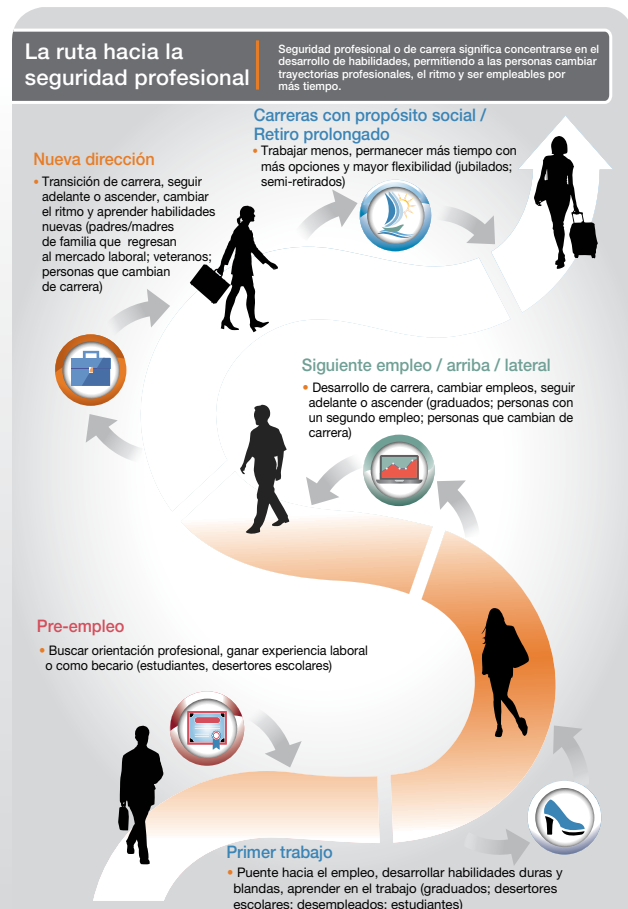 La ruta hacia la
seguridad profesional
Seguridad profesional o de carrera significa concentrarse en el
desarrollo de habilidades, permitiendo a las personas cambiar
trayectorias profesionales, el ritmo y ser empleables por
más tiempo.
Carreras con propósito social /
Retiro prolongado
• Trabajar menos, permanecer más tiempo con
más opciones y mayor flexibilidad (jubilados;
semi-retirados)
Nueva dirección
• Transición de carrera, seguir
adelante o ascender, cambiar
el ritmo y aprender habilidades
nuevas (padres/madres
de familia que regresan
al mercado laboral; veteranos;
personas que cambian
de carrera)
Siguiente empleo / arriba / lateral
• Desarrollo de carrera, cambiar empleos, seguir
adelante o ascender (graduados; personas con
un segundo empleo; personas que cambian de
carrera)
Pre-empleo
• Buscar orientación profesional, ganar experiencia laboral
o como becario (estudiantes, desertores escolares)
Primer trabajo
• Puente hacia el empleo, desarrollar habilidades duras y
blandas, aprender en el trabajo (graduados; desertores
escolares; desempleados; estudiantes)